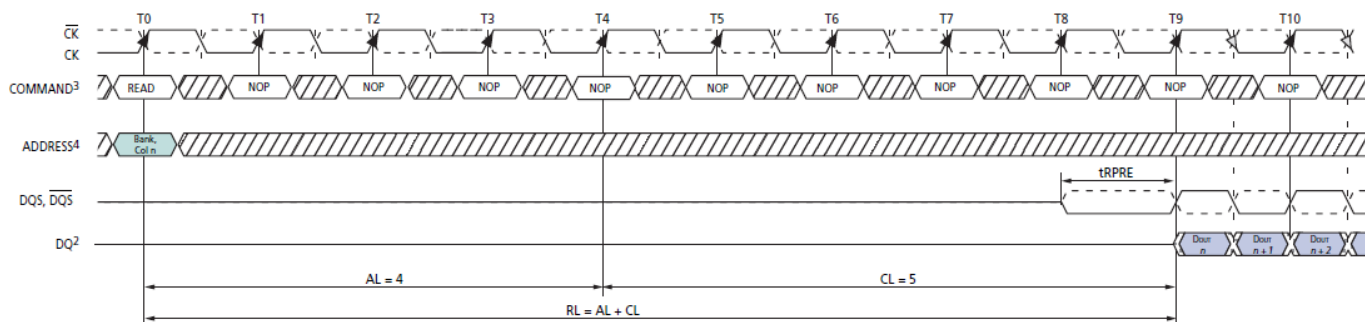 T0 T1 T2 T3 T4 T5 T6 T7 T8 T9 T10
CK
CK
COMMAND3 READ NOP NOP NOP NOP NOP NOP NOP NOP NOP NOP
Bank,
ADDRESS4 Col n
tRPRE
DQS, DQS
DQ2 DOUT n DOUT n + 1 DOUT n + 2
AL = 4 CL = 5
RL = AL + CL